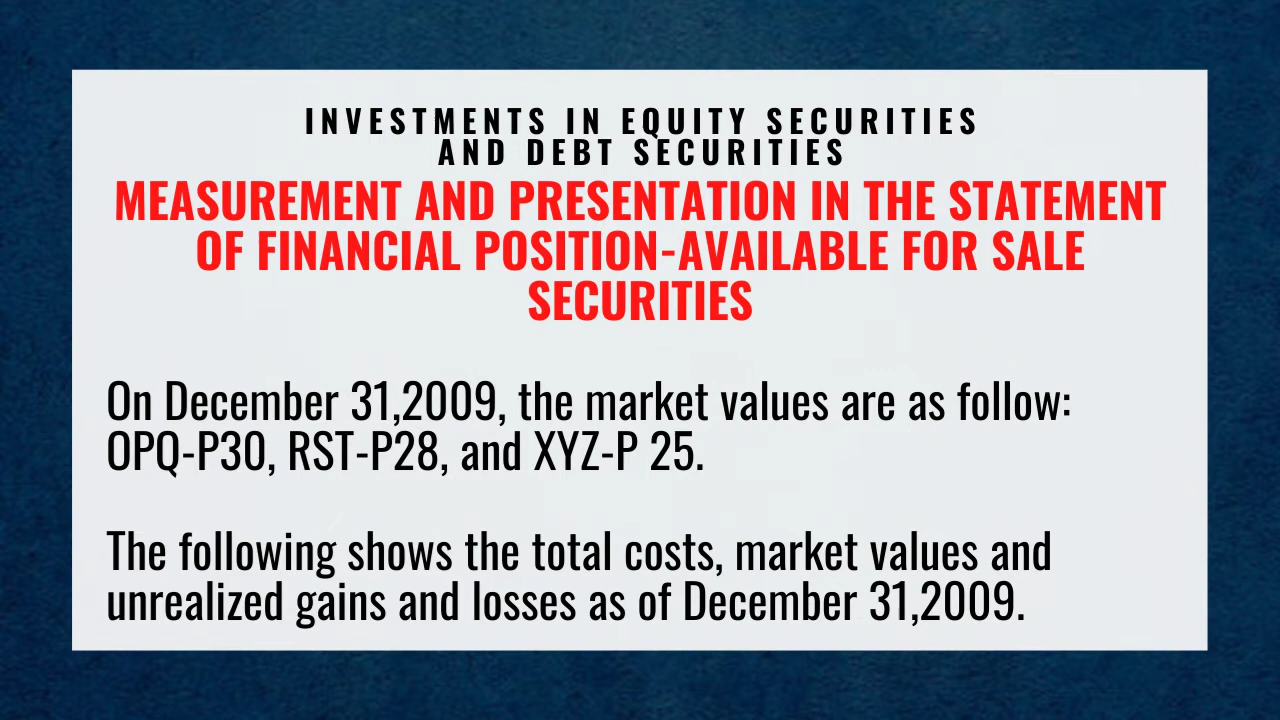 INVESTMENTS IN EQUITY SECURITIES
AND DEBT SECURITIES
MEASUREMENT AND PRESENTATION IN THE STATEMENT
OF FINANCIAL POSITION-AVAILABLE FOR SALE
SECURITIES
On December 31,2009, the market values are as follow:
OPQ-P30, RST-P28, and XYZ-P 25.
The following shows the total costs, market values and
unrealized gains and losses as of December 31,2009.